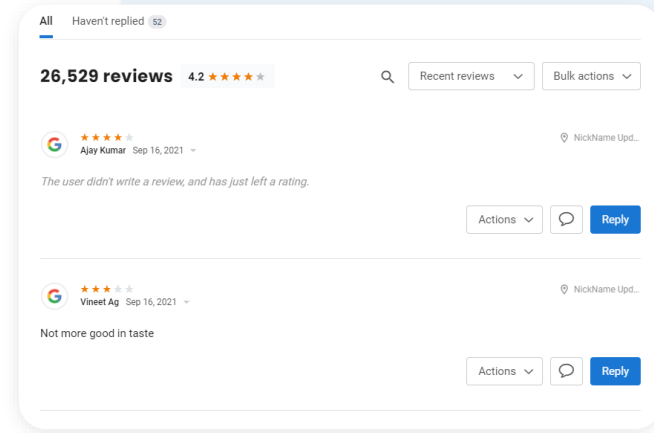 All Haven't replied 52
26,529 reviews 4.2 Recent reviews Bulk actions
Ajay Kumar Sep 16, 2021 NickName Upd...
The user didn't write a review, and has just left a rating.
Actions Reply
Vineet Ag Sep 16, 2021 NickName Upd...
Not more good in taste
Actions Reply